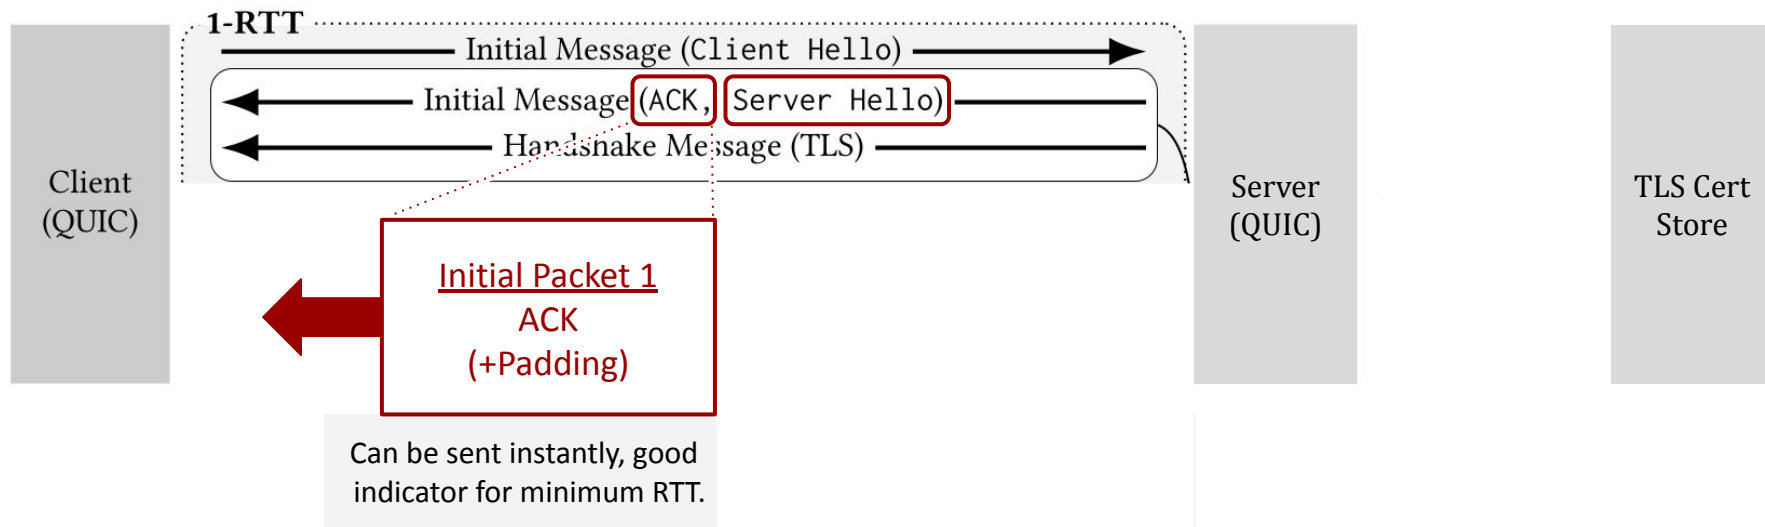 1-RTT
Initial Message (Client Hello)
Initial Message (ACK, Server Hello)
Handshake Message (TLS)
Client
(QUIC)
Server
(QUIC)
TLS Cert
Store
Initial Packet 1
ACK
(+Padding)
Can be sent instantly, good
indicator for minimum RTT.